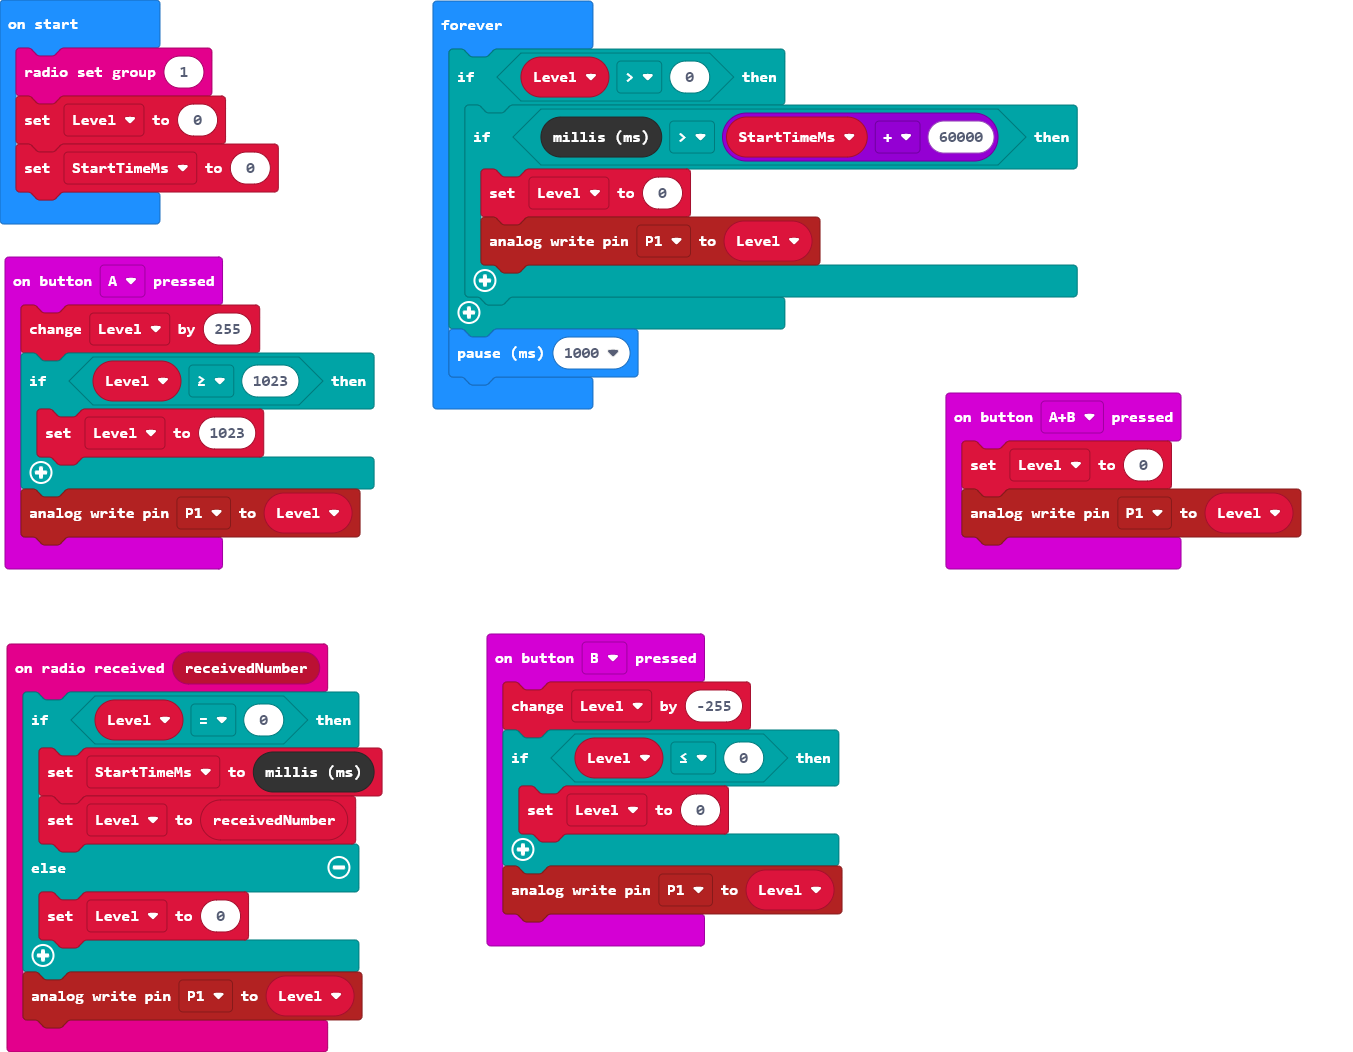 on start
radio set group 1
set Level to 0
set StartTimeMs to 0
forever
if Level > 0 then
if millis (ms) > StartTimeMs + 60000 then
set Level to 0
analog write pin P1 to Level
pause (ms) 1000
on button A pressed
change Level by 255
if Level ≥ 1023 then
set Level to 1023
analog write pin P1 to Level
on button A+B pressed
set Level to 0
analog write pin P1 to Level
on radio received receivedNumber
if Level = 0 then
set StartTimeMs to millis (ms)
set Level to receivedNumber
else
set Level to 0
analog write pin P1 to Level
on button B pressed
change Level by -255
if Level ≤ 0 then
set Level to 0
analog write pin P1 to Level